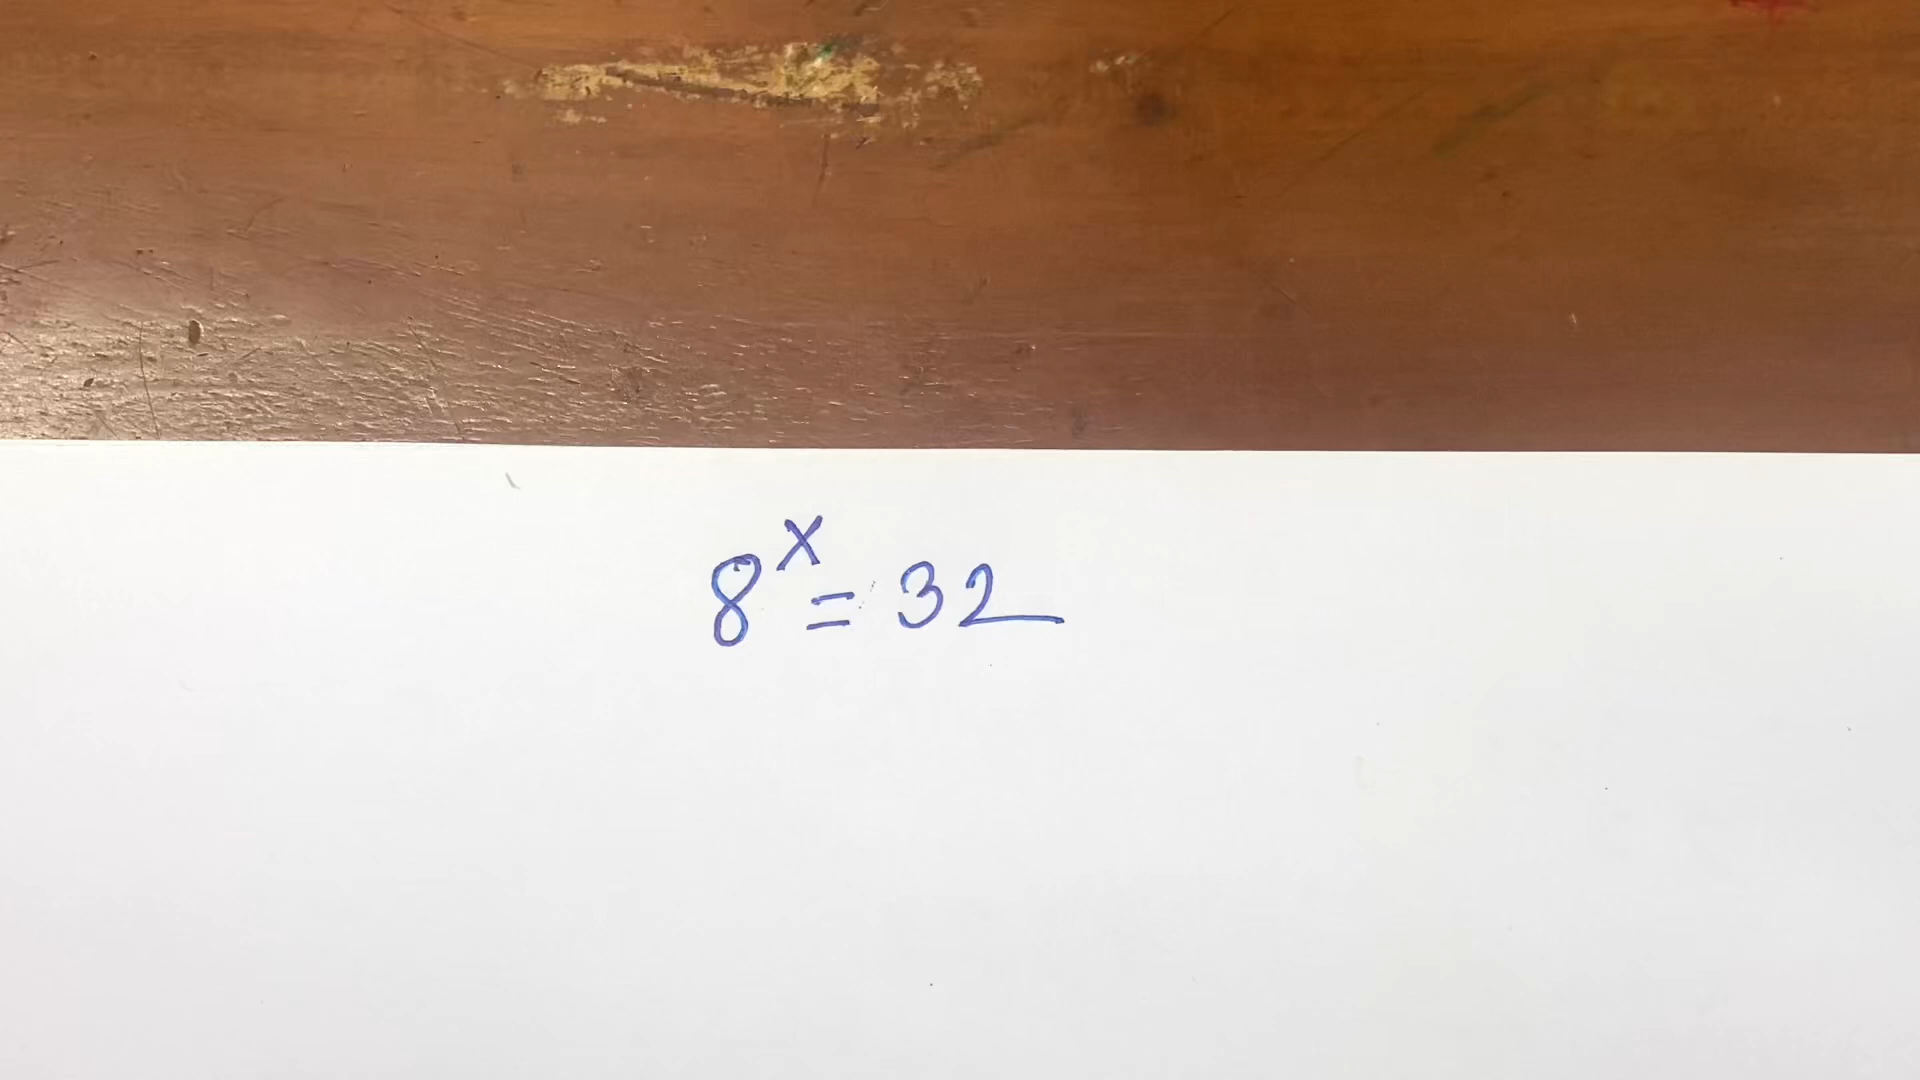 8^x = 32